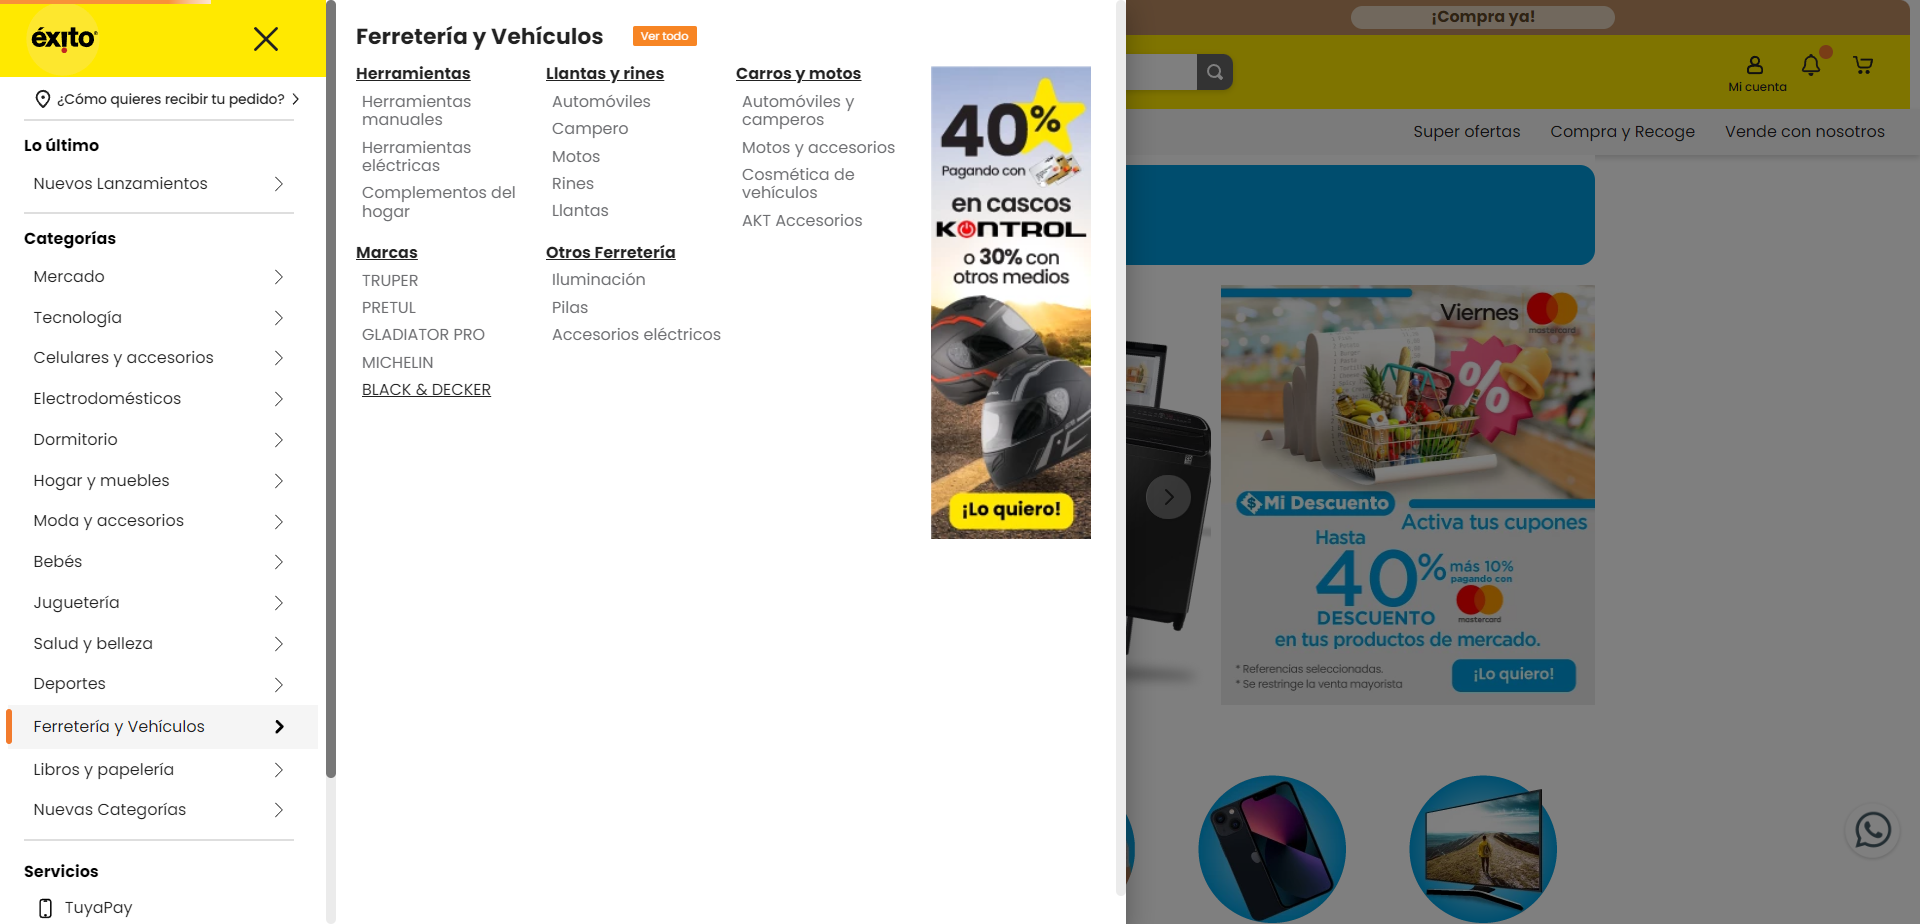 éxito
¿Cómo quieres recibir tu pedido?
Lo último
Nuevos Lanzamientos
Categorías
Mercado
Tecnología
Celulares y accesorios
Electrodomésticos
Dormitorio
Hogar y muebles
Moda y accesorios
Bebés
Juguetería
Salud y belleza
Deportes
Ferretería y Vehículos
Libros y papelería
Nuevas Categorías
Servicios
TuyaPay
Ferretería y Vehículos
Ver todo
Herramientas
Herramientas
manuales
Herramientas
eléctricas
Complementos del
hogar
Marcas
TRUPER
PRETUL
GLADIATOR PRO
MICHELIN
BLACK & DECKER
Llantas y rines
Automóviles
Campero
Motos
Rines
Llantas
Otros Ferretería
Iluminación
Pilas
Accesorios eléctricos
Carros y motos
Automóviles y
camperos
Motos y accesorios
Cosmética de
vehículos
AKT Accesorios
40%
Pagando con
en cascos
KONTROL
o 30% con
otros medios
¡Lo quiero!
¡Compra ya!
Mi cuenta
Super ofertas
Compra y Recoge
Vende con nosotros
Viernes
mastercard
%
Mi Descuento
Activa tus cupones
Hasta
40%
más 10%
pagando con
mastercard
DESCUENTO
en tus productos de mercado.
* Referencias seleccionadas.
* Se restringe la venta mayorista
¡Lo quiero!